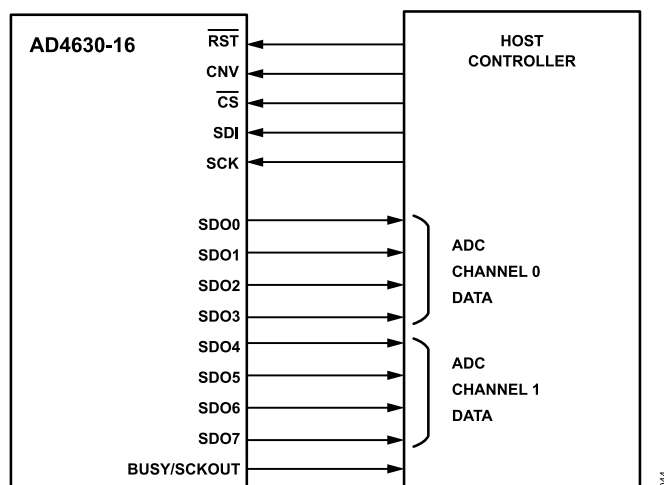 AD4630-16
RST
CNV
CS
SDI
SCK
SDO0
SDO1
SDO2
SDO3
SDO4
SDO5
SDO6
SDO7
BUSY/SCKOUT
HOST
CONTROLLER
ADC
CHANNEL 0
DATA
ADC
CHANNEL 1
DATA